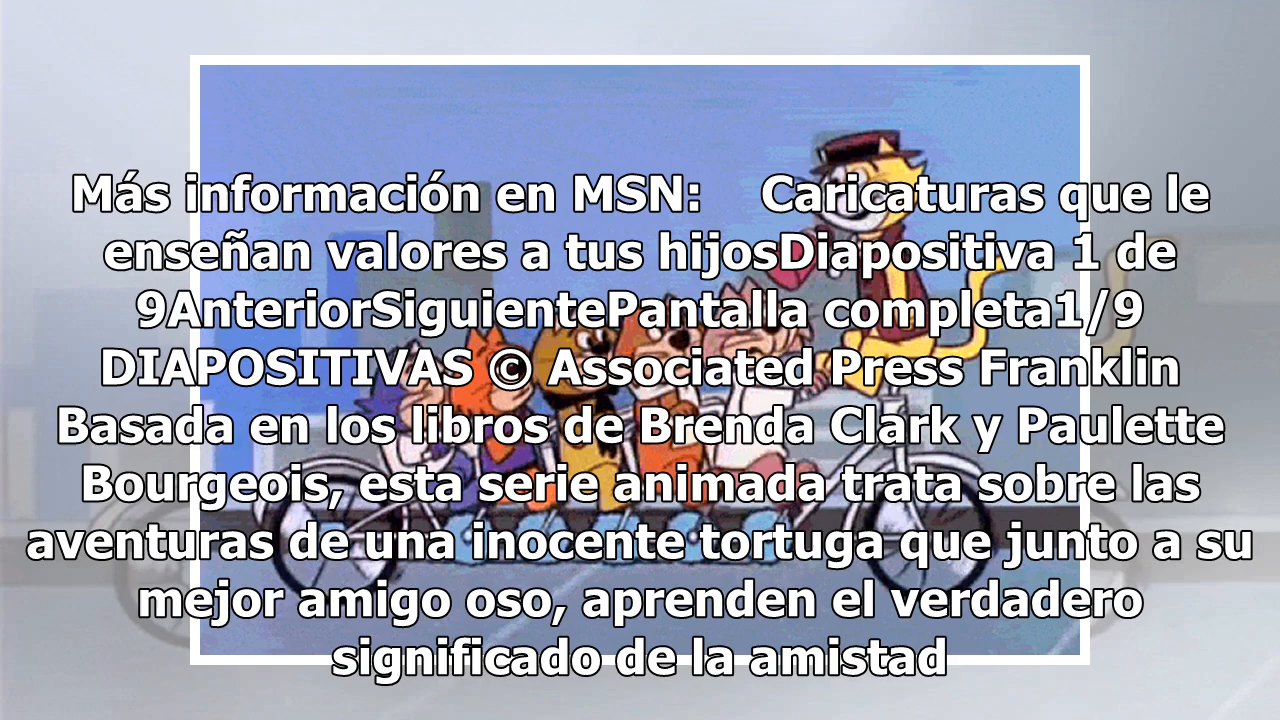 Más información en MSN:    Caricaturas que le
enseñan valores a tus hijosDiapositiva 1 de
9AnteriorSiguientePantalla completa1/9
DIAPOSITIVAS © Associated Press Franklin
Basada en los libros de Brenda Clark y Paulette
Bourgeois, esta serie animada trata sobre las
aventuras de una inocente tortuga que junto a su
mejor amigo oso, aprenden el verdadero
significado de la amistad